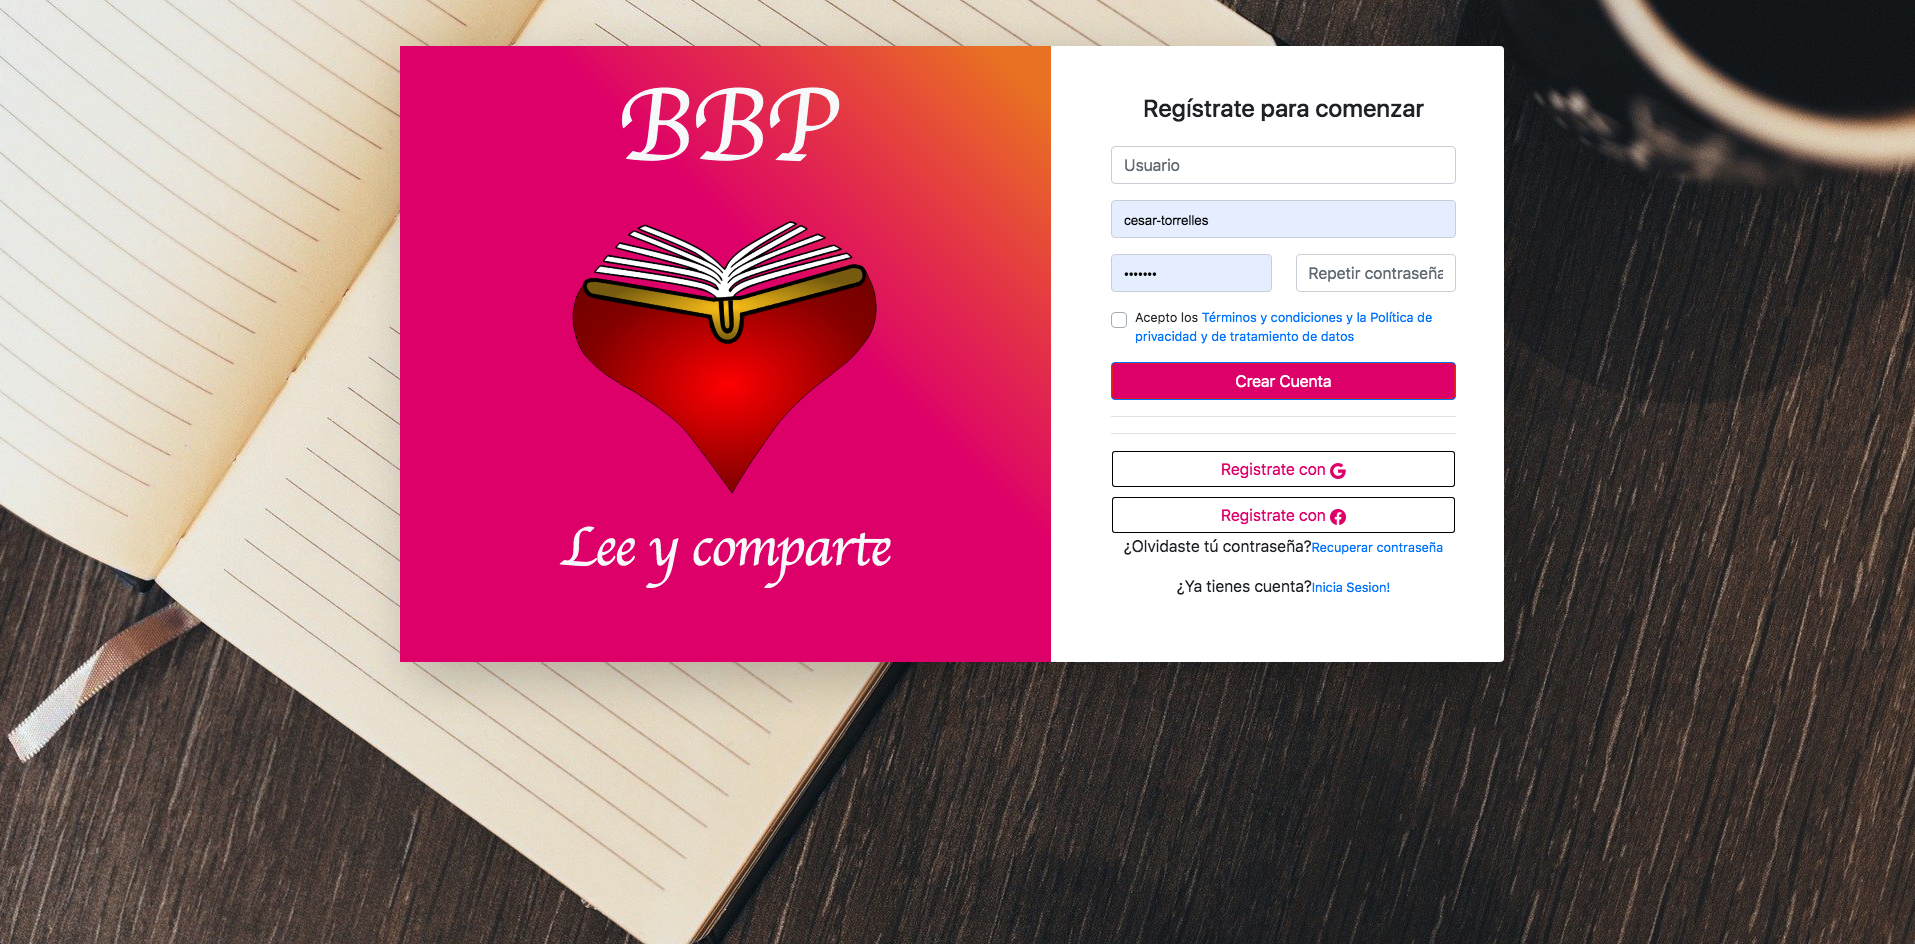 BBP
Lee y comparte
Regístrate para comenzar
Usuario
cesar-torrelles
•••••••
Repetir contraseña
Acepto los Términos y condiciones y la Política de
privacidad y de tratamiento de datos
Crear Cuenta
Registrate con G
Registrate con
¿Olvidaste tú contraseña?Recuperar contraseña
¿Ya tienes cuenta?Inicia Sesion!